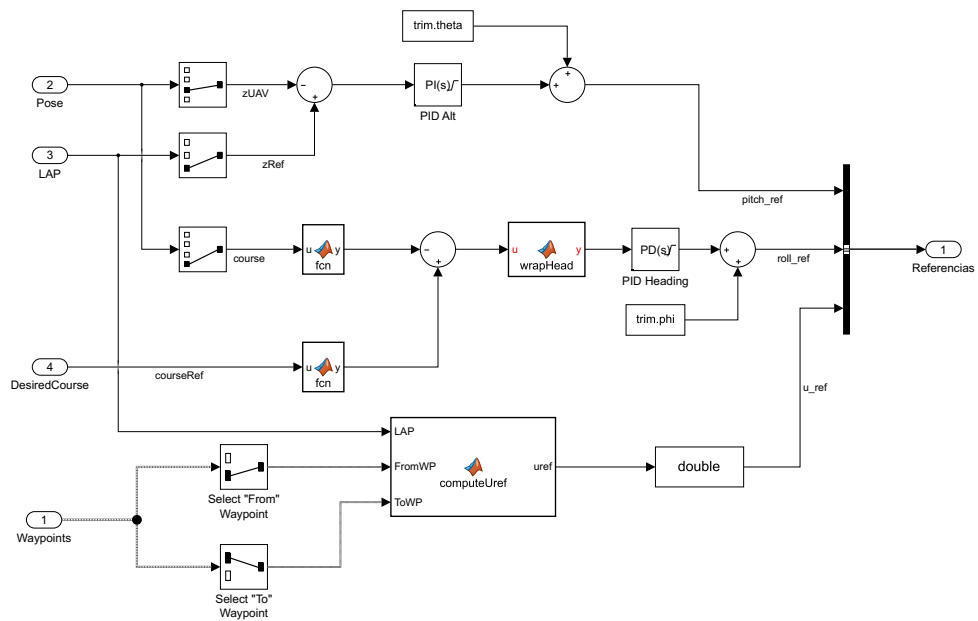 trim.theta
2
Pose
zUAV
-
+
PI(s)
PID Alt
+
+
3
LAP
zRef
pitch_ref
course
u
y
fcn
-
+
u
y
wrapHead
PD(s)
PID Heading
+
+
roll_ref
1
Referencias
trim.phi
4
DesiredCourse
courseRef
u
y
fcn
u_ref
LAP
FromWP
ToWP
uref
computeUref
double
Select "From"
Waypoint
1
Waypoints
Select "To"
Waypoint